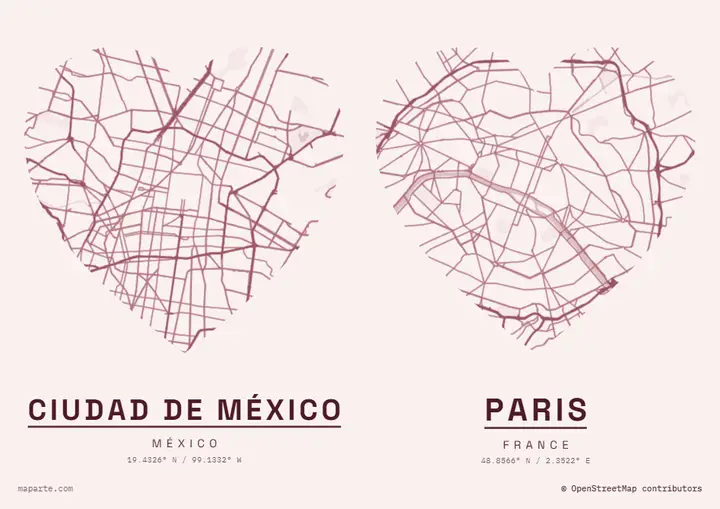 CIUDAD DE MÉXICO
MÉXICO
19.4326° N / 99.1332° W
PARIS
FRANCE
48.8566° N / 2.3522° E
maparte.com
© OpenStreetMap contributors